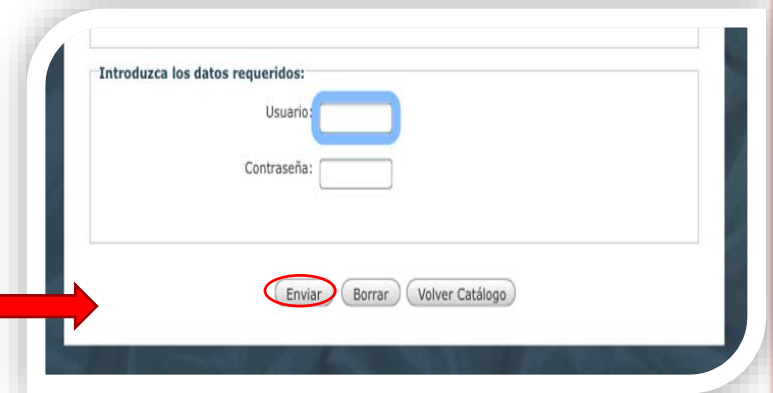 Introduzca los datos requeridos:
Usuario:
Contraseña:
Enviar Borrar Volver Catálogo